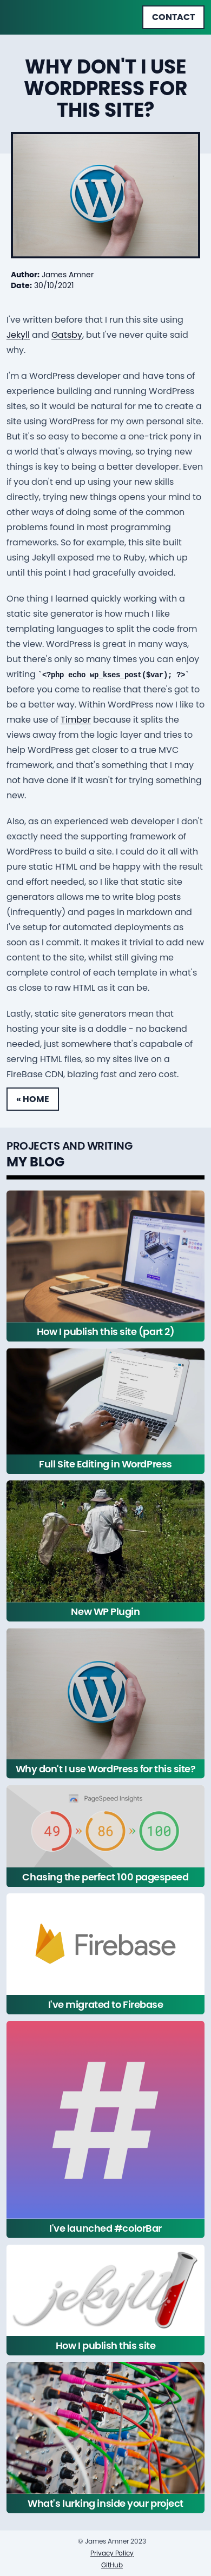 CONTACT
WHY DON'T I USE
WORDPRESS FOR
THIS SITE?
Author: James Amner
Date: 30/10/2021
I've written before that I run this site using
Jekyll and Gatsby, but I've never quite said
why.
I'm a WordPress developer and have tons of
experience building and running WordPress
sites, so it would be natural for me to create a
site using WordPress for my own personal site.
But it's so easy to become a one-trick pony in
a world that's always moving, so trying new
things is key to being a better developer. Even
if you don't end up using your new skills
directly, trying new things opens your mind to
other ways of doing some of the common
problems found in most programming
frameworks. So for example, this site built
using Jekyll exposed me to Ruby, which up
until this point I had gracefully avoided.
One thing I learned quickly working with a
static site generator is how much I like
templating languages to split the code from
the view. WordPress is great in many ways,
but there's only so many times you can enjoy
writing `<?php echo wp_kses_post($var); ?>`
before you come to realise that there's got to
be a better way. Within WordPress now I like to
make use of Timber because it splits the
views away from the logic layer and tries to
help WordPress get closer to a true MVC
framework, and that's something that I may
not have done if it wasn't for trying something
new.
Also, as an experienced web developer I don't
exactly need the supporting framework of
WordPress to build a site. I could do it all with
pure static HTML and be happy with the result
and effort needed, so I like that static site
generators allows me to write blog posts
(infrequently) and pages in markdown and
I've setup for automated deployments as
soon as I commit. It makes it trivial to add new
content to the site, whilst still giving me
complete control of each template in what's
as close to raw HTML as it can be.
Lastly, static site generators mean that
hosting your site is a doddle - no backend
needed, just somewhere that's capabale of
serving HTML files, so my sites live on a
FireBase CDN, blazing fast and zero cost.
« HOME
PROJECTS AND WRITING
MY BLOG
How I publish this site (part 2)
Full Site Editing in WordPress
New WP Plugin
Why don't I use WordPress for this site?
PageSpeed Insights
49 » 86 » 100
Chasing the perfect 100 pagespeed
Firebase
I've migrated to Firebase
#
I've launched #colorBar
jekyll
How I publish this site
What's lurking inside your project
© James Amner 2023
Privacy Policy
GitHub